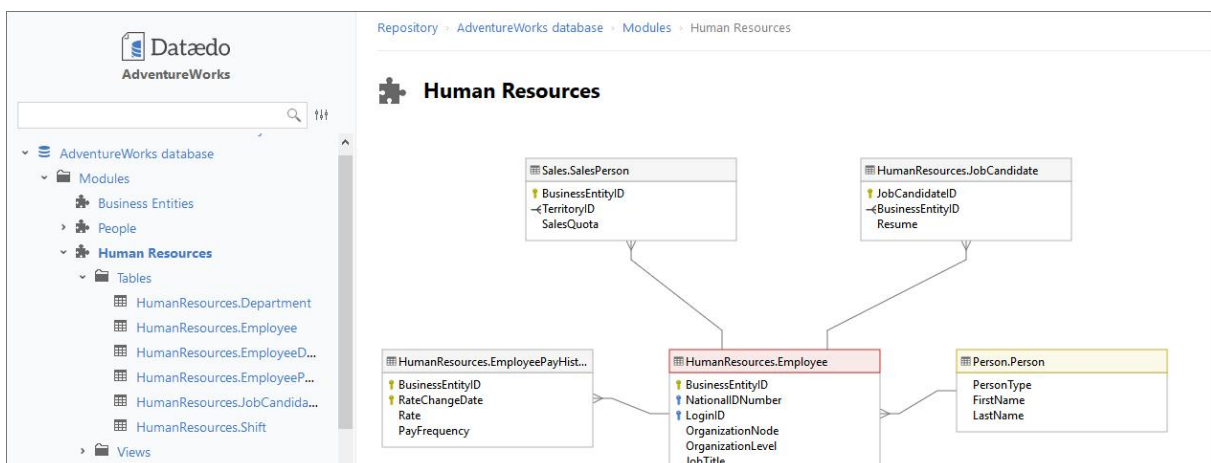 Datædo
AdventureWorks
AdventureWorks database
Modules
Business Entities
People
Human Resources
Tables
HumanResources.Department
HumanResources.Employee
HumanResources.EmployeeD...
HumanResources.EmployeeP...
HumanResources.JobCandida...
HumanResources.Shift
Views
Repository › AdventureWorks database › Modules › Human Resources
Human Resources
Sales.SalesPerson
BusinessEntityID
TerritoryID
SalesQuota
HumanResources.JobCandidate
JobCandidateID
BusinessEntityID
Resume
HumanResources.EmployeePayHist...
BusinessEntityID
RateChangeDate
Rate
PayFrequency
HumanResources.Employee
BusinessEntityID
NationalIDNumber
LoginID
OrganizationNode
OrganizationLevel
JobTitle
Person.Person
PersonType
FirstName
LastName